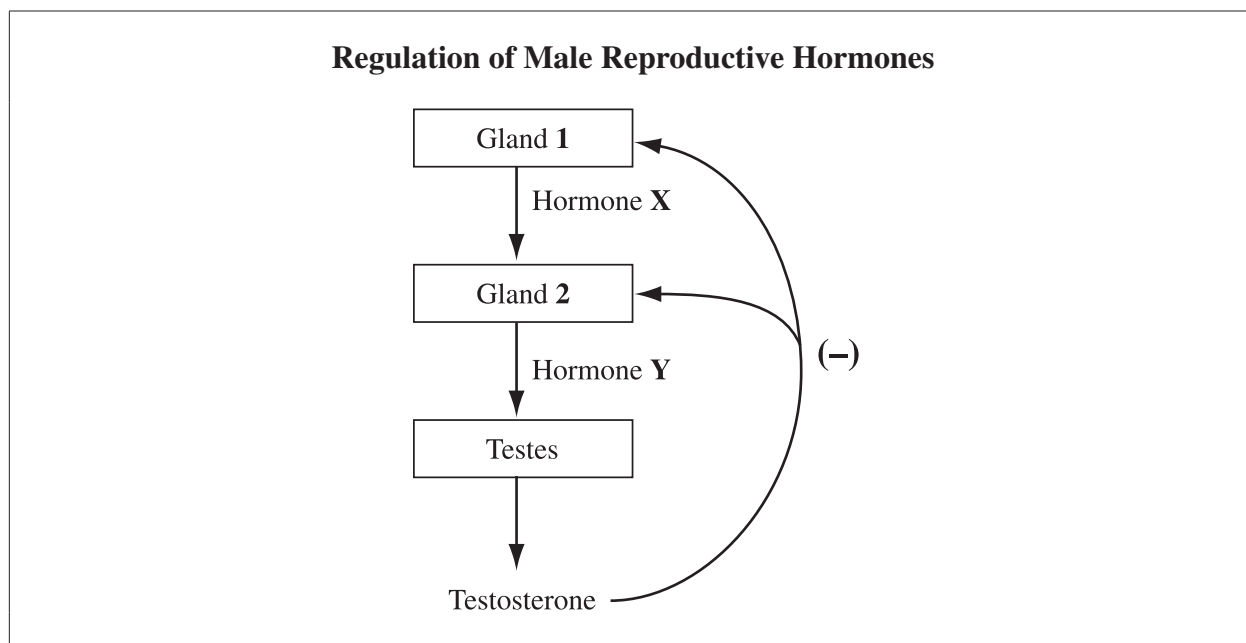 Regulation of Male Reproductive Hormones
Gland 1
Hormone X
Gland 2
(–)
Hormone Y
Testes
Testosterone